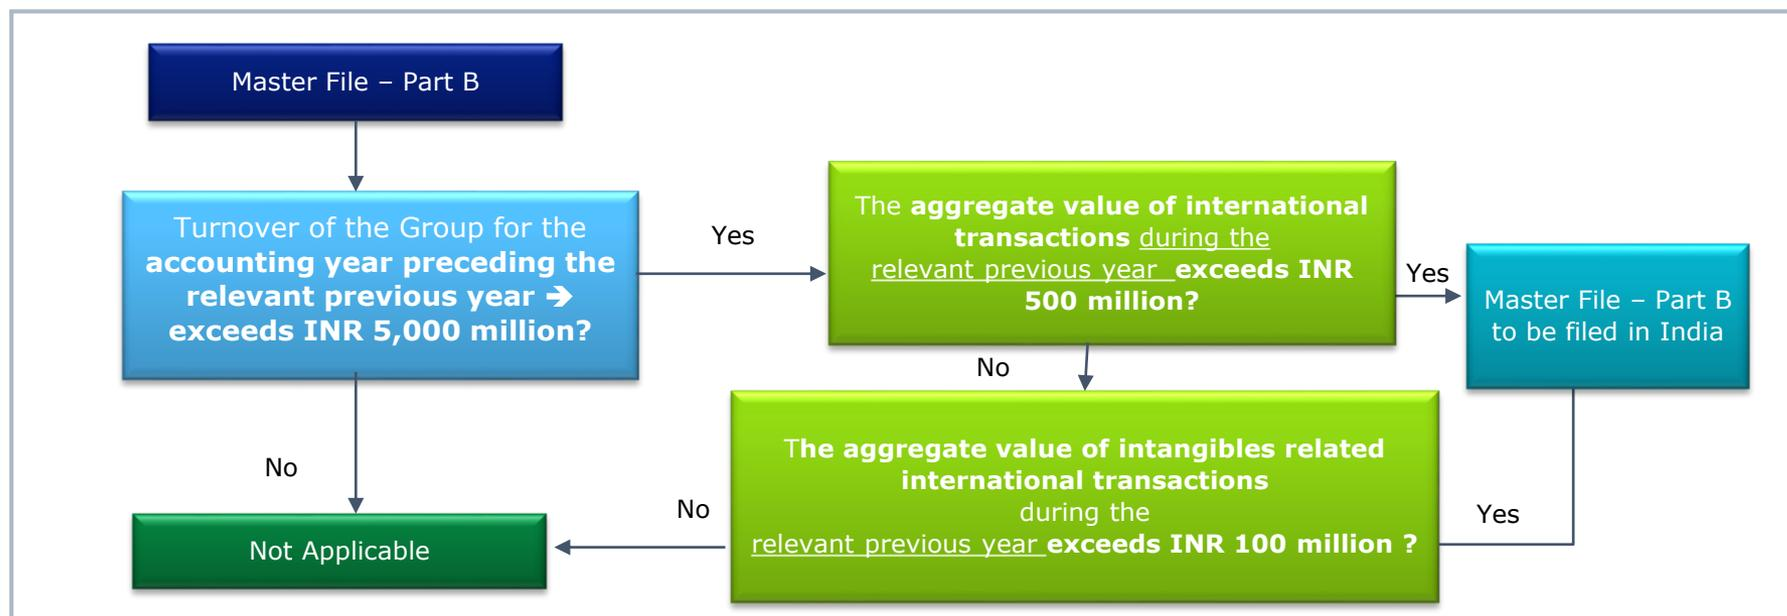 Master File – Part B
Turnover of the Group for the
accounting year preceding the
relevant previous year ➔
exceeds INR 5,000 million?
Yes
The aggregate value of international
transactions during the
relevant previous year exceeds INR
500 million?
Yes
Master File – Part B
to be filed in India
No
The aggregate value of intangibles related
international transactions
during the
relevant previous year exceeds INR 100 million ?
Yes
No
No
Not Applicable